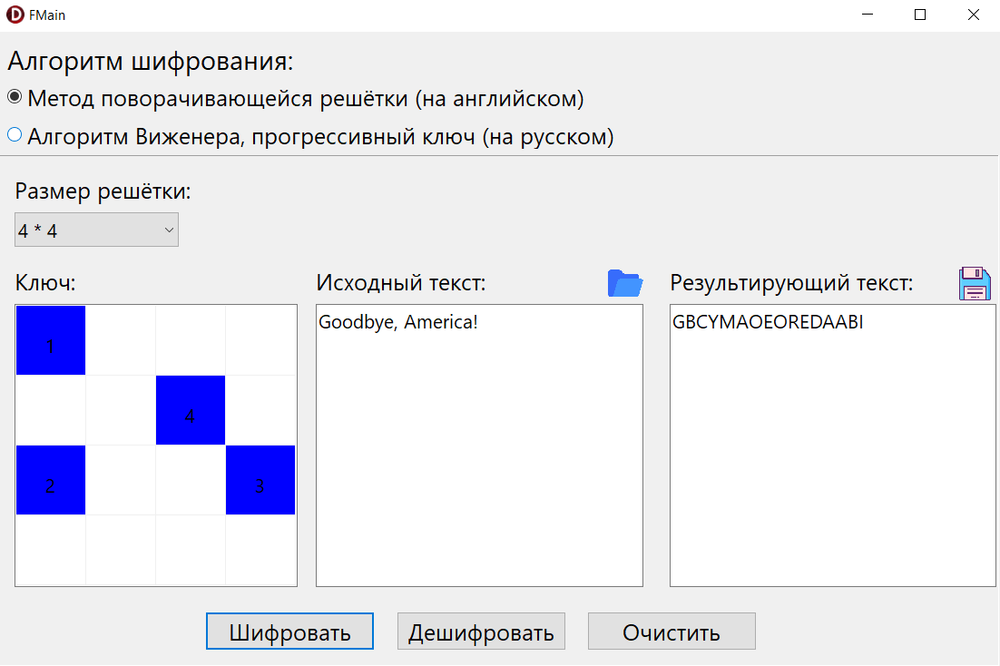 FMain
Алгоритм шифрования:
Метод поворачивающейся решётки (на английском)
Алгоритм Виженера, прогрессивный ключ (на русском)
Размер решётки:
4 * 4
Ключ:
Исходный текст:
Результирующий текст:
1
4
2
3
Goodbye, America!
GBCYMAOEOREDAABI
Шифровать
Дешифровать
Очистить